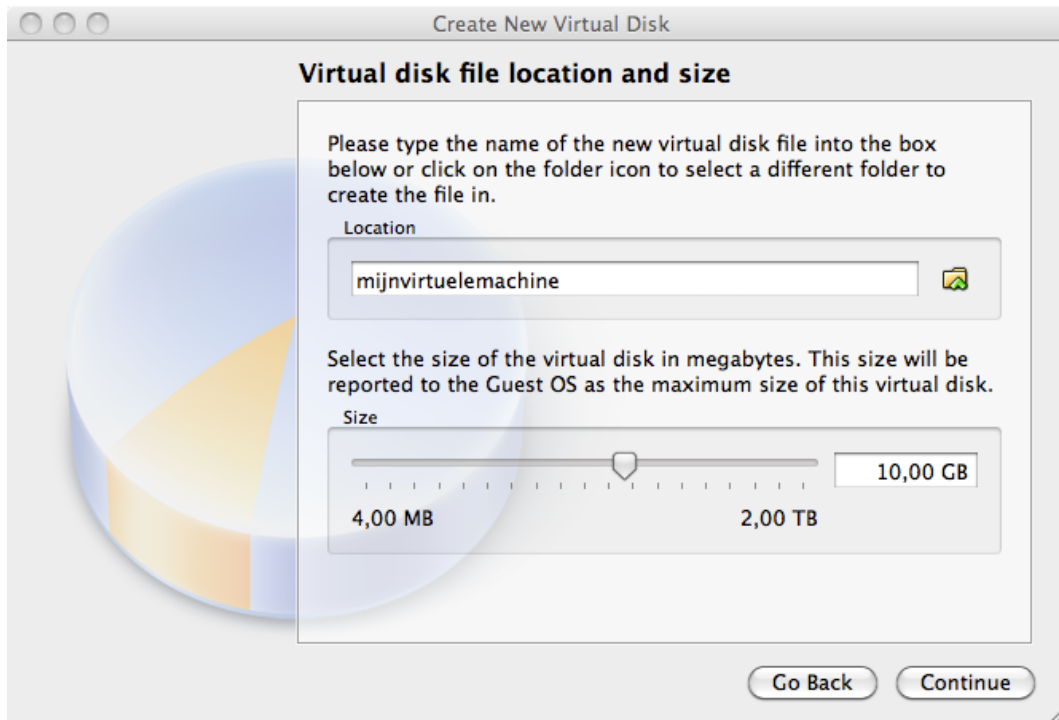 Create New Virtual Disk
Virtual disk file location and size
Please type the name of the new virtual disk file into the box
below or click on the folder icon to select a different folder to
create the file in.
Location
mijnvirtuelemachine
Select the size of the virtual disk in megabytes. This size will be
reported to the Guest OS as the maximum size of this virtual disk.
Size
10,00 GB
4,00 MB 2,00 TB
Go Back Continue